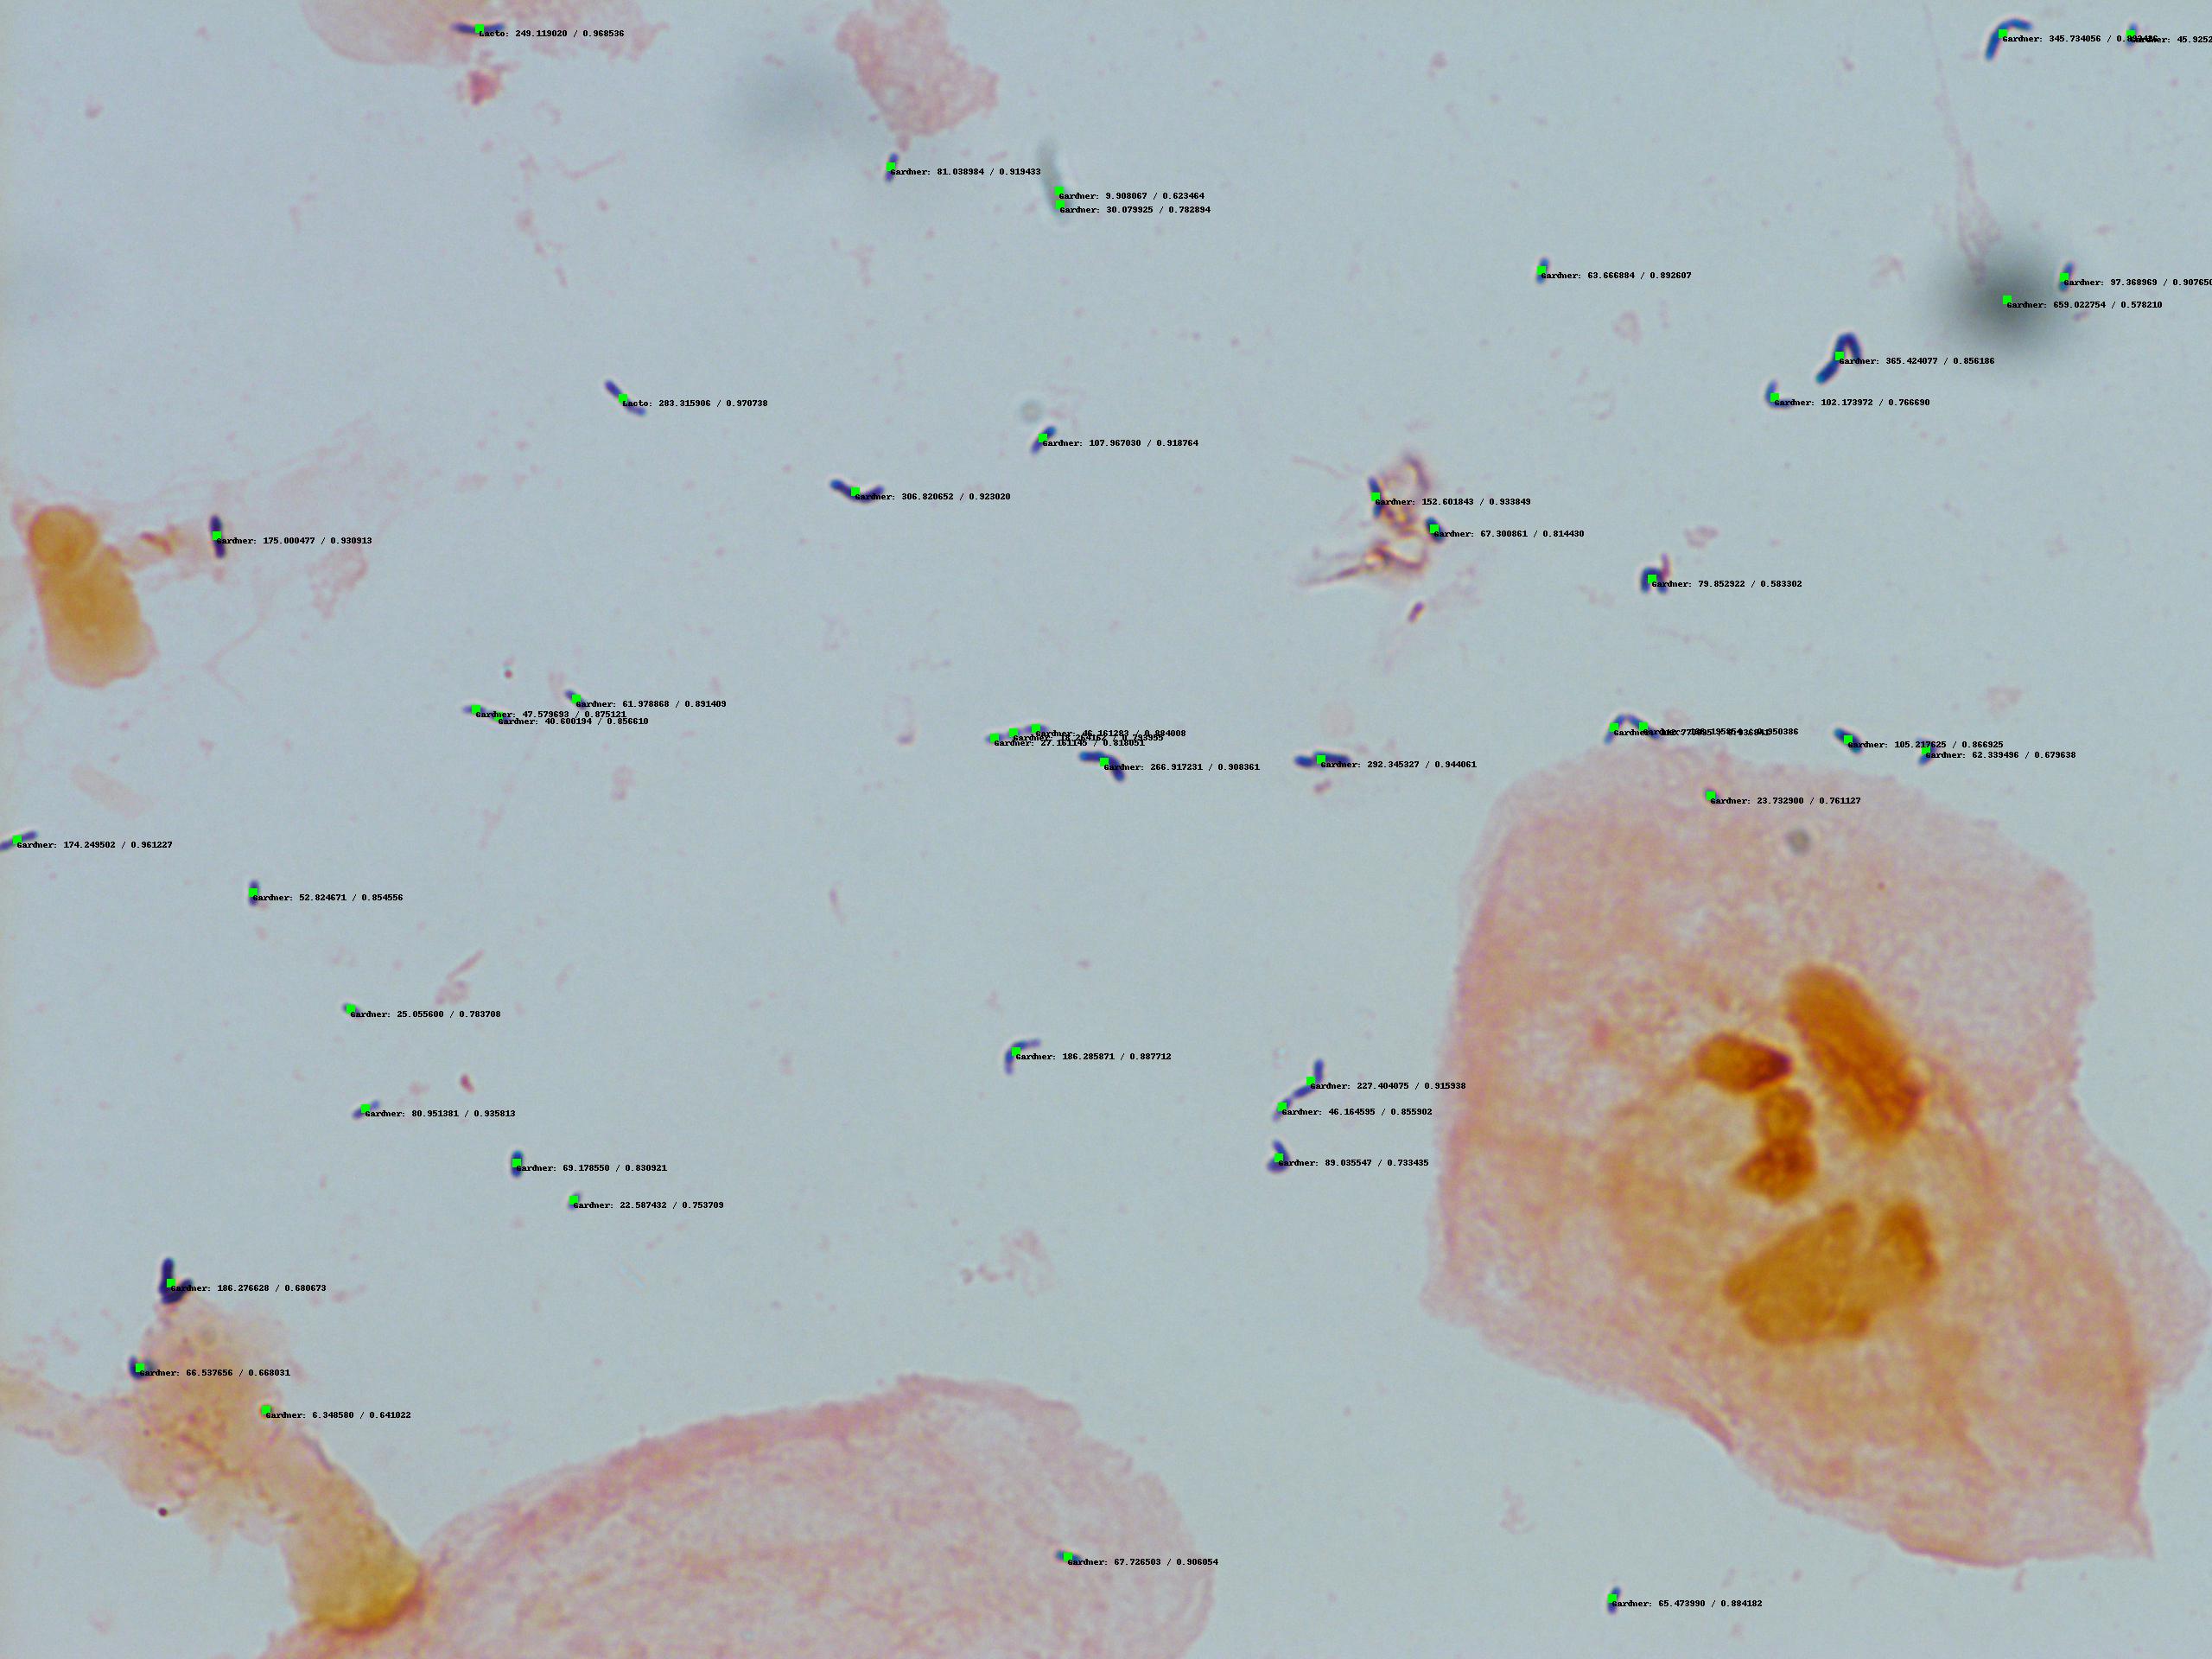 Lacto: 249.119020 / 0.968536
Gardner: 345.734056 /
45.9252
Gardner: 81.038984 / 0.919433
Gardner: 9.908067 / 0.623464
Gardner: 30.079925 / 0.782894
Gardner: 63.666884 / 0.892607
Gardner: 97.368969 / 0.907650
Gardner: 659.022754 / 0.578210
Gardner: 365.424077 / 0.856186
Lacto: 283.315906 / 0.970738
Gardner: 102.173972 / 0.766690
Gardner: 107.967030 / 0.918764
Gardner: 306.820652 / 0.923020
Gardner: 152.601843 / 0.933849
Gardner: 67.300861 / 0.814430
Gardner: 175.000477 / 0.930913
Gardner: 79.852922 / 0.583302
Gardner: 61.978868 / 0.891409
Gardner: 47.579693 / 0.875121
Gardner: 40.600194 / 0.856610
Gardner: 46.161283 / 0.884008
Gardner: 27.161145 / 0.818051
Gardner: 105.217625 / 0.866925
Gardner: 62.339496 / 0.679638
Gardner: 266.917231 / 0.908361
Gardner: 292.345327 / 0.944061
Gardner: 23.732900 / 0.761127
Gardner: 174.249502 / 0.961227
Gardner: 52.824671 / 0.854556
Gardner: 25.055600 / 0.783708
Gardner: 186.285871 / 0.887712
Gardner: 227.404075 / 0.915938
Gardner: 46.164595 / 0.855902
Gardner: 80.951381 / 0.935813
Gardner: 89.035547 / 0.733435
Gardner: 69.178550 / 0.830921
Gardner: 22.587432 / 0.753709
Gardner: 186.276628 / 0.680673
Gardner: 66.537656 / 0.668031
Gardner: 6.348580 / 0.641022
Gardner: 67.726503 / 0.906054
Gardner: 65.473990 / 0.884182